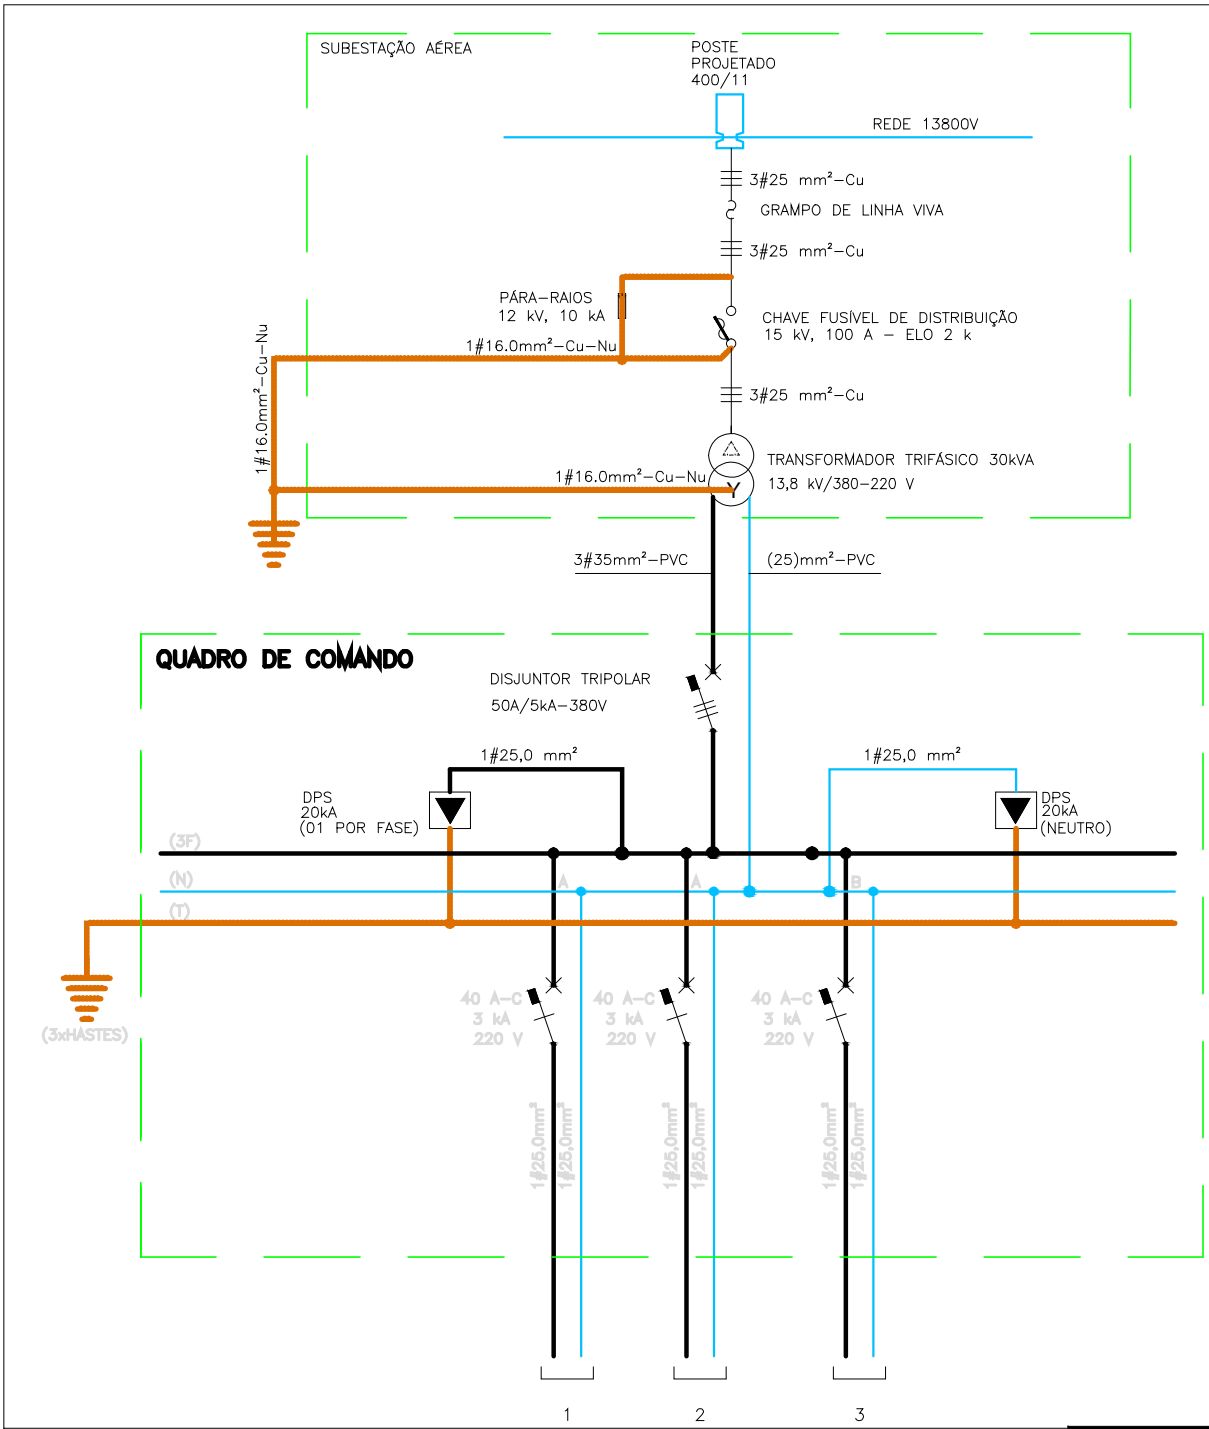 SUBESTAÇÃO AÉREA
POSTE
PROJETADO
400/11
REDE 13800V
3#25 mm²-Cu
GRAMPO DE LINHA VIVA
3#25 mm²-Cu
PÁRA-RAIOS
12 kV, 10 kA
CHAVE FUSÍVEL DE DISTRIBUIÇÃO
15 kV, 100 A - ELO 2 k
1#16.0mm²-Cu-Nu
1#16.0mm²-Cu-Nu
3#25 mm²-Cu
TRANSFORMADOR TRIFÁSICO 30kVA
13,8 kV/380-220 V
1#16.0mm²-Cu-Nu
Y
3#35mm²-PVC
(25)mm²-PVC
QUADRO DE COMANDO
DISJUNTOR TRIPOLAR
50A/5kA-380V
1#25,0 mm²
1#25,0 mm²
DPS
20kA
(01 POR FASE)
DPS
20kA
(NEUTRO)
(3F)
(N)
A
A
B
(T)
(3xHASTES)
40 A-C
3 kA
220 V
40 A-C
3 kA
220 V
40 A-C
3 kA
220 V
1#25,0mm²
1#25,0mm²
1#25,0mm²
1#25,0mm²
1#25,0mm²
1#25,0mm²
1
2
3